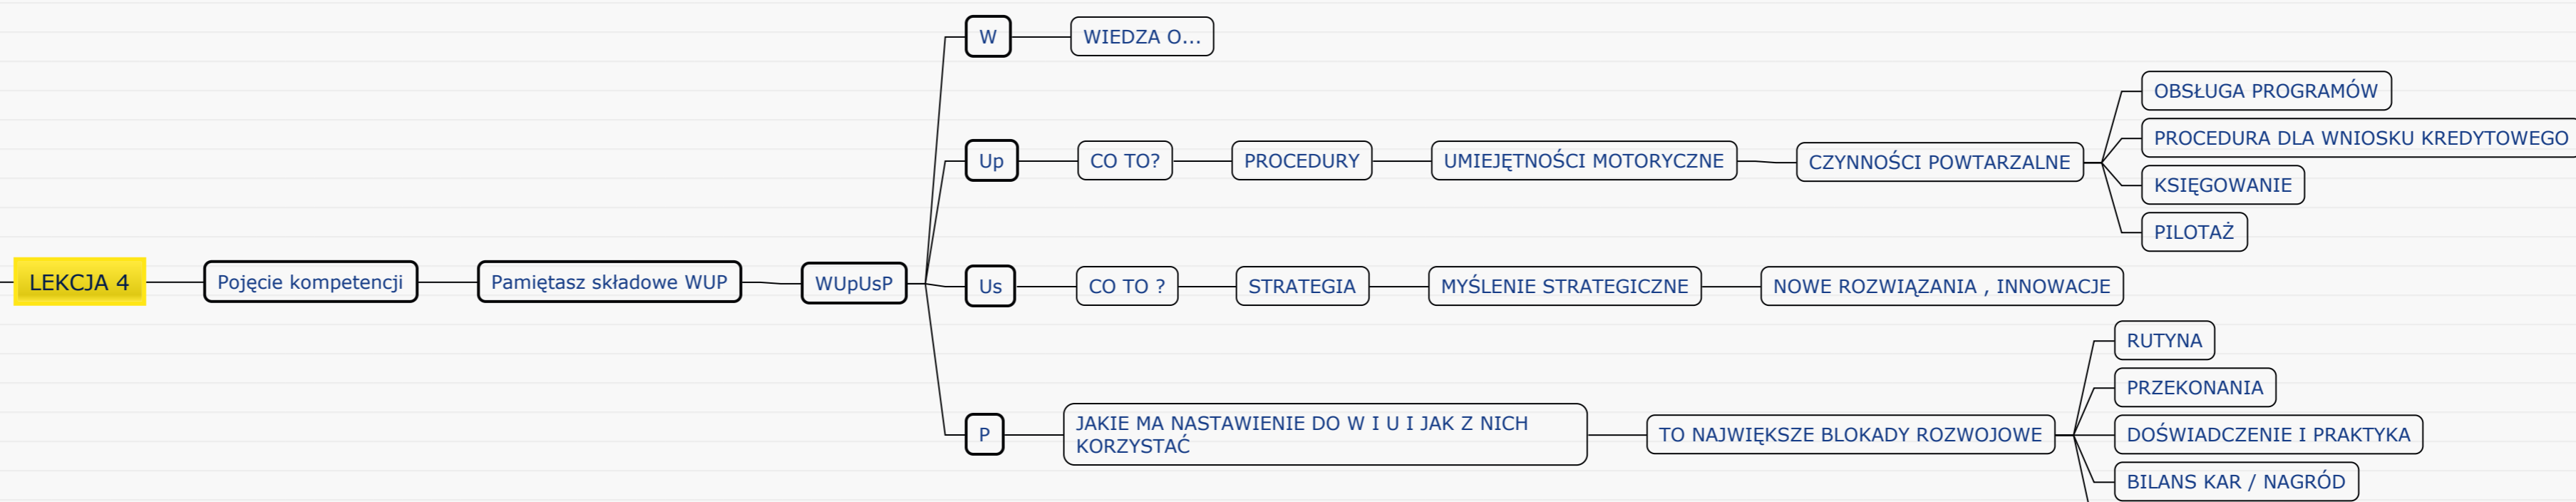 LEKCJA 4
Pojęcie kompetencji
Pamiętasz składowe WUP
WUpUsP
W
WIEDZA O...
Up
CO TO?
PROCEDURY
UMIEJĘTNOŚCI MOTORYCZNE
CZYNNOŚCI POWTARZALNE
OBSŁUGA PROGRAMÓW
PROCEDURA DLA WNIOSKU KREDYTOWEGO
KSIĘGOWANIE
PILOTAŻ
Us
CO TO ?
STRATEGIA
MYŚLENIE STRATEGICZNE
NOWE ROZWIĄZANIA , INNOWACJE
P
JAKIE MA NASTAWIENIE DO W I U I JAK Z NICH
KORZYSTAĆ
TO NAJWIĘKSZE BLOKADY ROZWOJOWE
RUTYNA
PRZEKONANIA
DOŚWIADCZENIE I PRAKTYKA
BILANS KAR / NAGRÓD